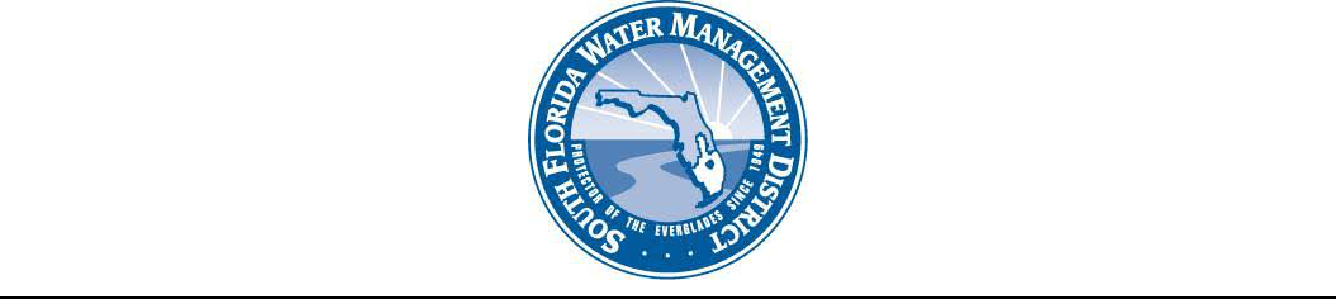 SOUTH FLORIDA WATER MANAGEMENT DISTRICT
PROTECTOR OF THE EVERGLADES SINCE 1949